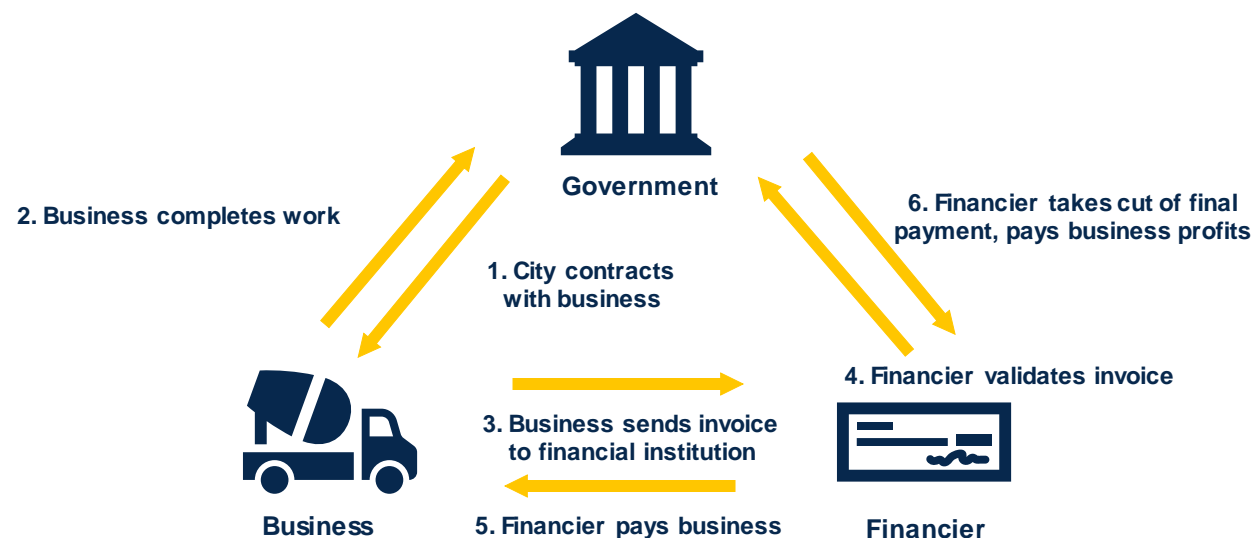 Government
2. Business completes work
6. Financier takes cut of final
payment, pays business profits
1. City contracts
with business
4. Financier validates invoice
3. Business sends invoice
to financial institution
Business
5. Financier pays business
Financier